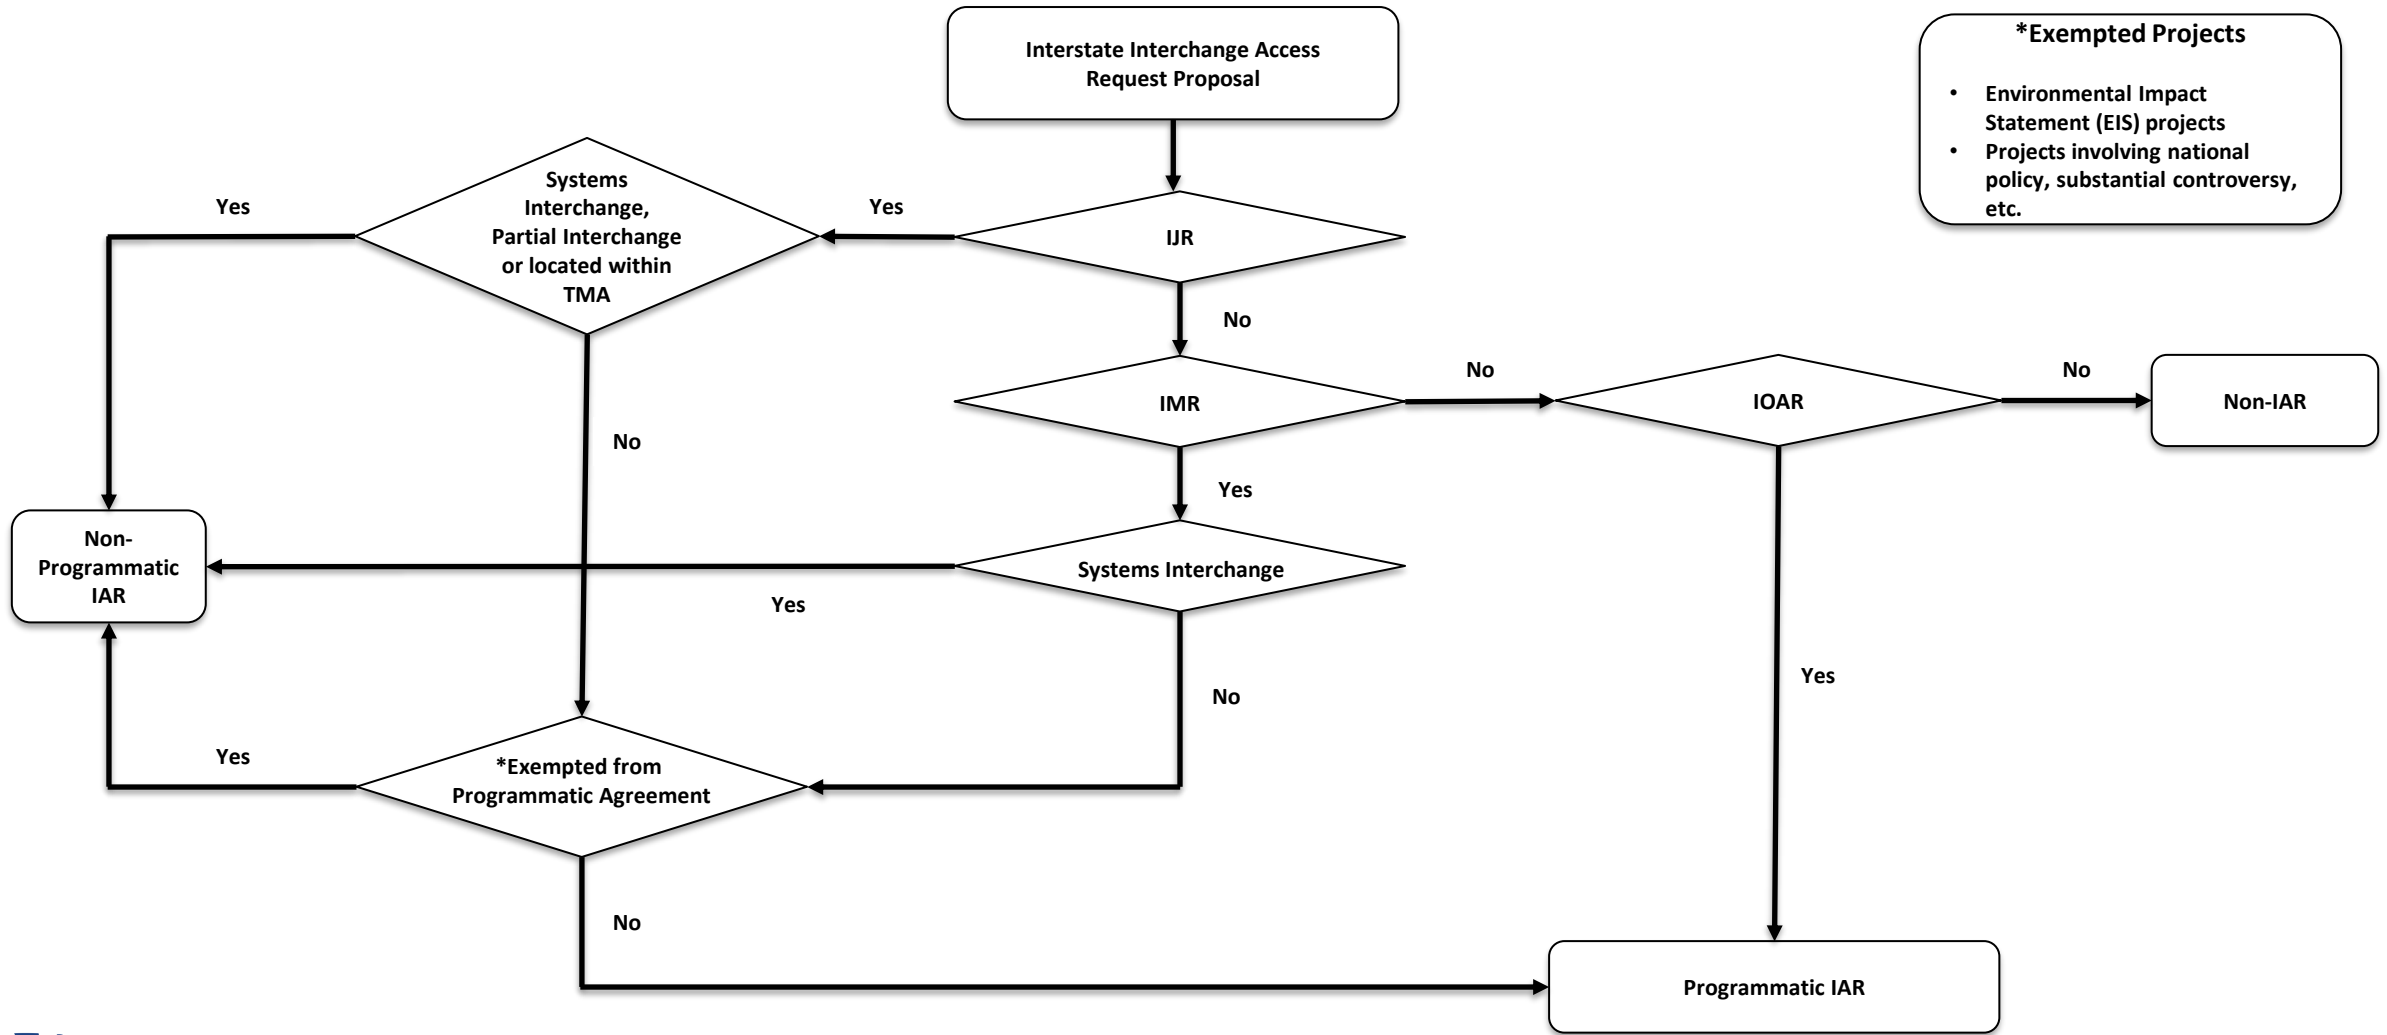 Interstate Interchange Access
Request Proposal
*Exempted Projects
• Environmental Impact
Statement (EIS) projects
• Projects involving national
policy, substantial controversy,
etc.
Systems
Interchange,
Partial Interchange
or located within
TMA
Yes
Yes
IJR
No
IMR
No
IOAR
No
Non-IAR
No
Yes
Non-
Programmatic
IAR
Systems Interchange
Yes
Yes
No
Yes
*Exempted from
Programmatic Agreement
No
Programmatic IAR